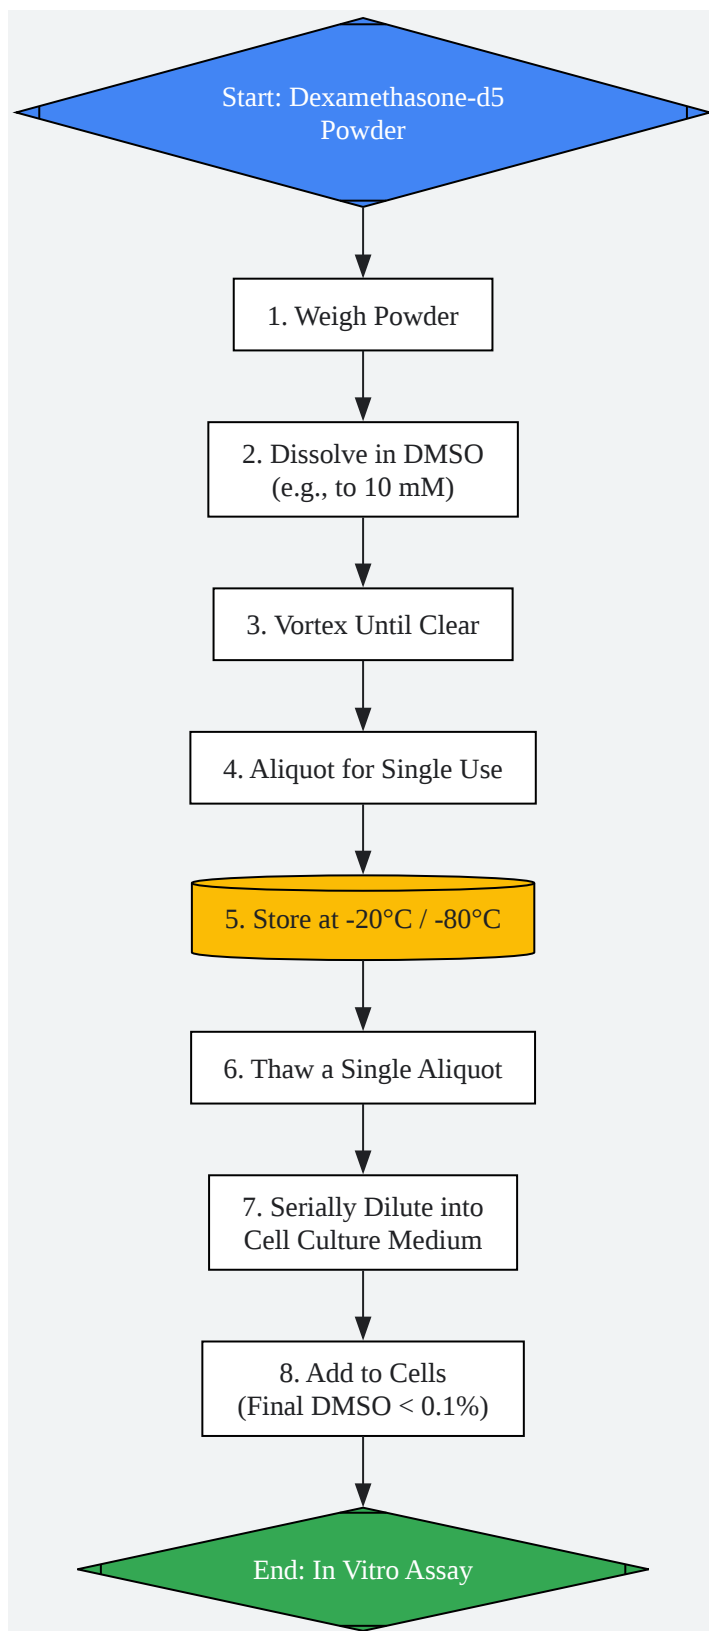 Start: Dexamethasone-d5
Powder
1. Weigh Powder
2. Dissolve in DMSO
(e.g., to 10 mM)
3. Vortex Until Clear
4. Aliquot for Single Use
5. Store at -20°C / -80°C
6. Thaw a Single Aliquot
7. Serially Dilute into
Cell Culture Medium
8. Add to Cells
(Final DMSO < 0.1%)
End: In Vitro Assay